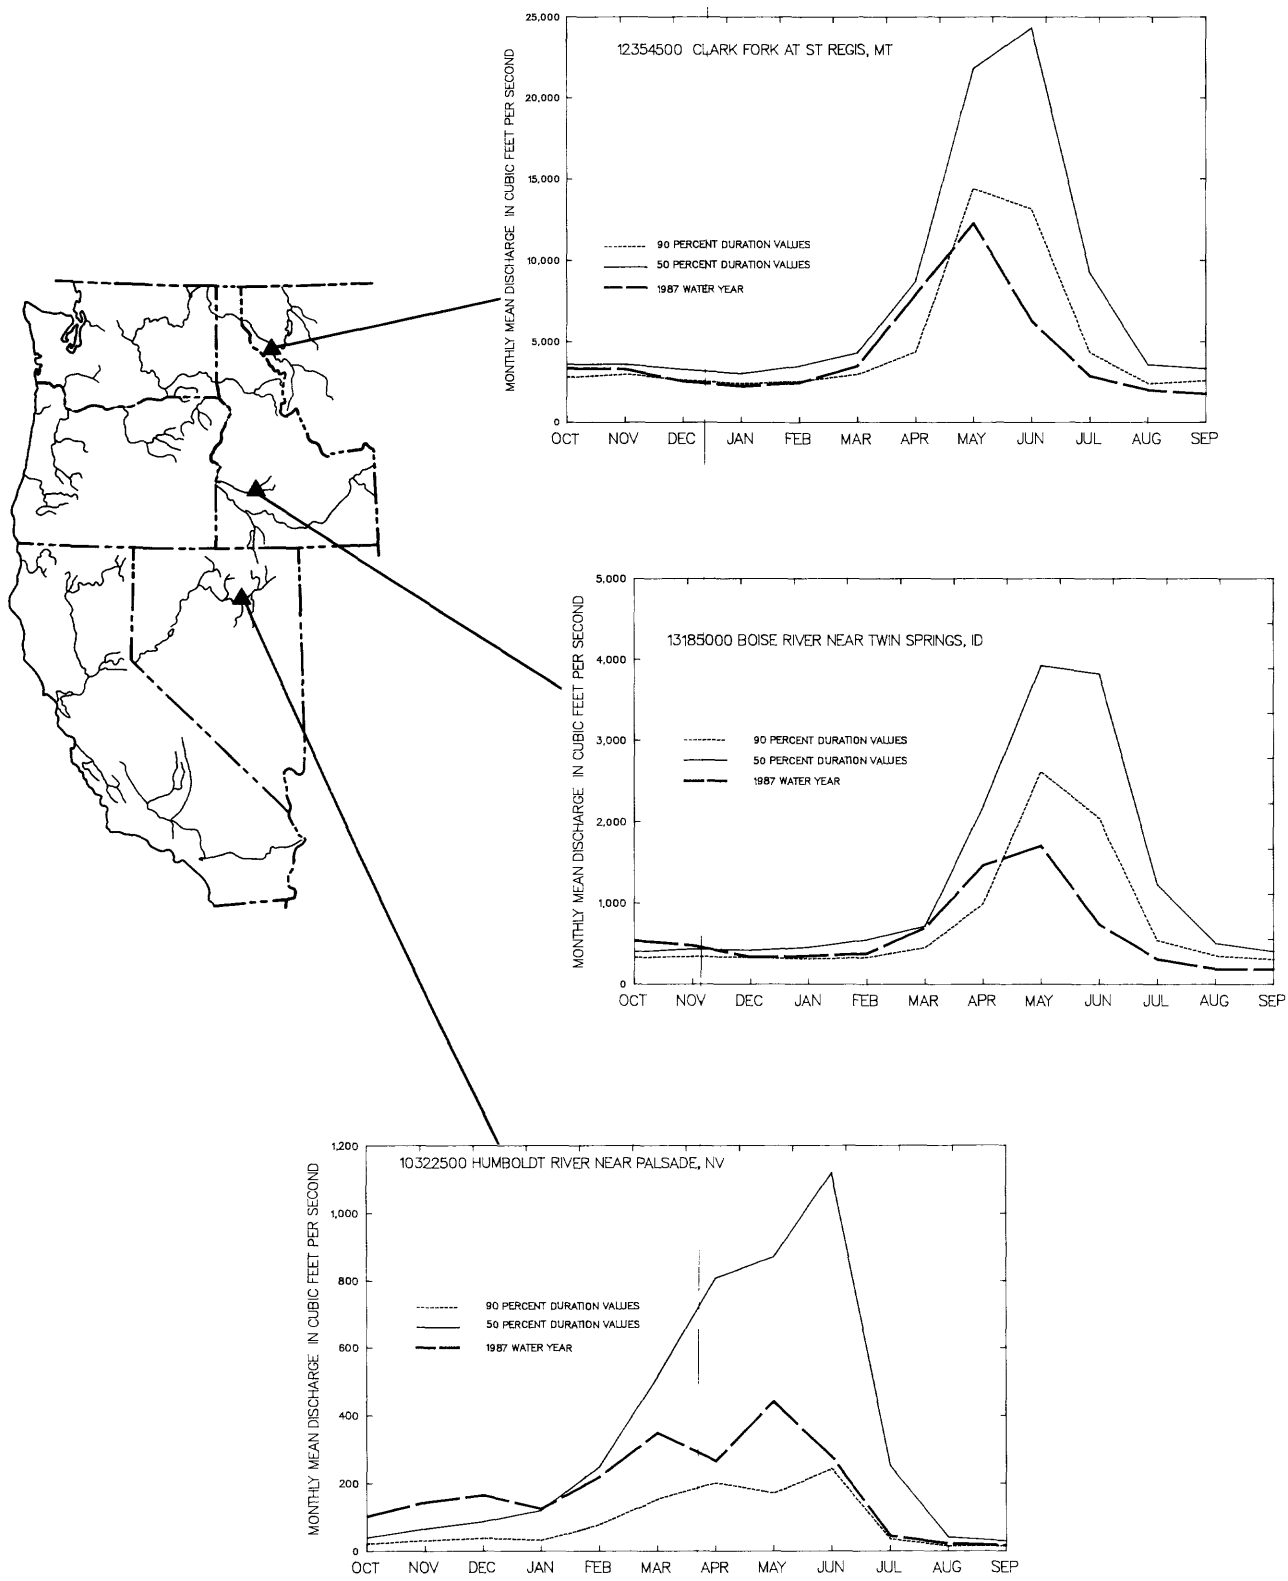 25,000
12354500 CLARK FORK AT ST REGIS, MT
20,000
15,000
10,000
5,000
0
MONTHLY MEAN DISCHARGE IN CUBIC FEET PER SECOND
90 PERCENT DURATION VALUES
50 PERCENT DURATION VALUES
1987 WATER YEAR
OCT NOV DEC JAN FEB MAR APR MAY JUN JUL AUG SEP
5,000
13185000 BOISE RIVER NEAR TWIN SPRINGS, ID
4,000
3,000
2,000
1,000
0
MONTHLY MEAN DISCHARGE IN CUBIC FEET PER SECOND
90 PERCENT DURATION VALUES
50 PERCENT DURATION VALUES
1987 WATER YEAR
OCT NOV DEC JAN FEB MAR APR MAY JUN JUL AUG SEP
1,200
10322500 HUMBOLDT RIVER NEAR PALSADE, NV
1,000
800
600
400
200
0
MONTHLY MEAN DISCHARGE IN CUBIC FEET PER SECOND
90 PERCENT DURATION VALUES
50 PERCENT DURATION VALUES
1987 WATER YEAR
OCT NOV DEC JAN FEB MAR APR MAY JUN JUL AUG SEP